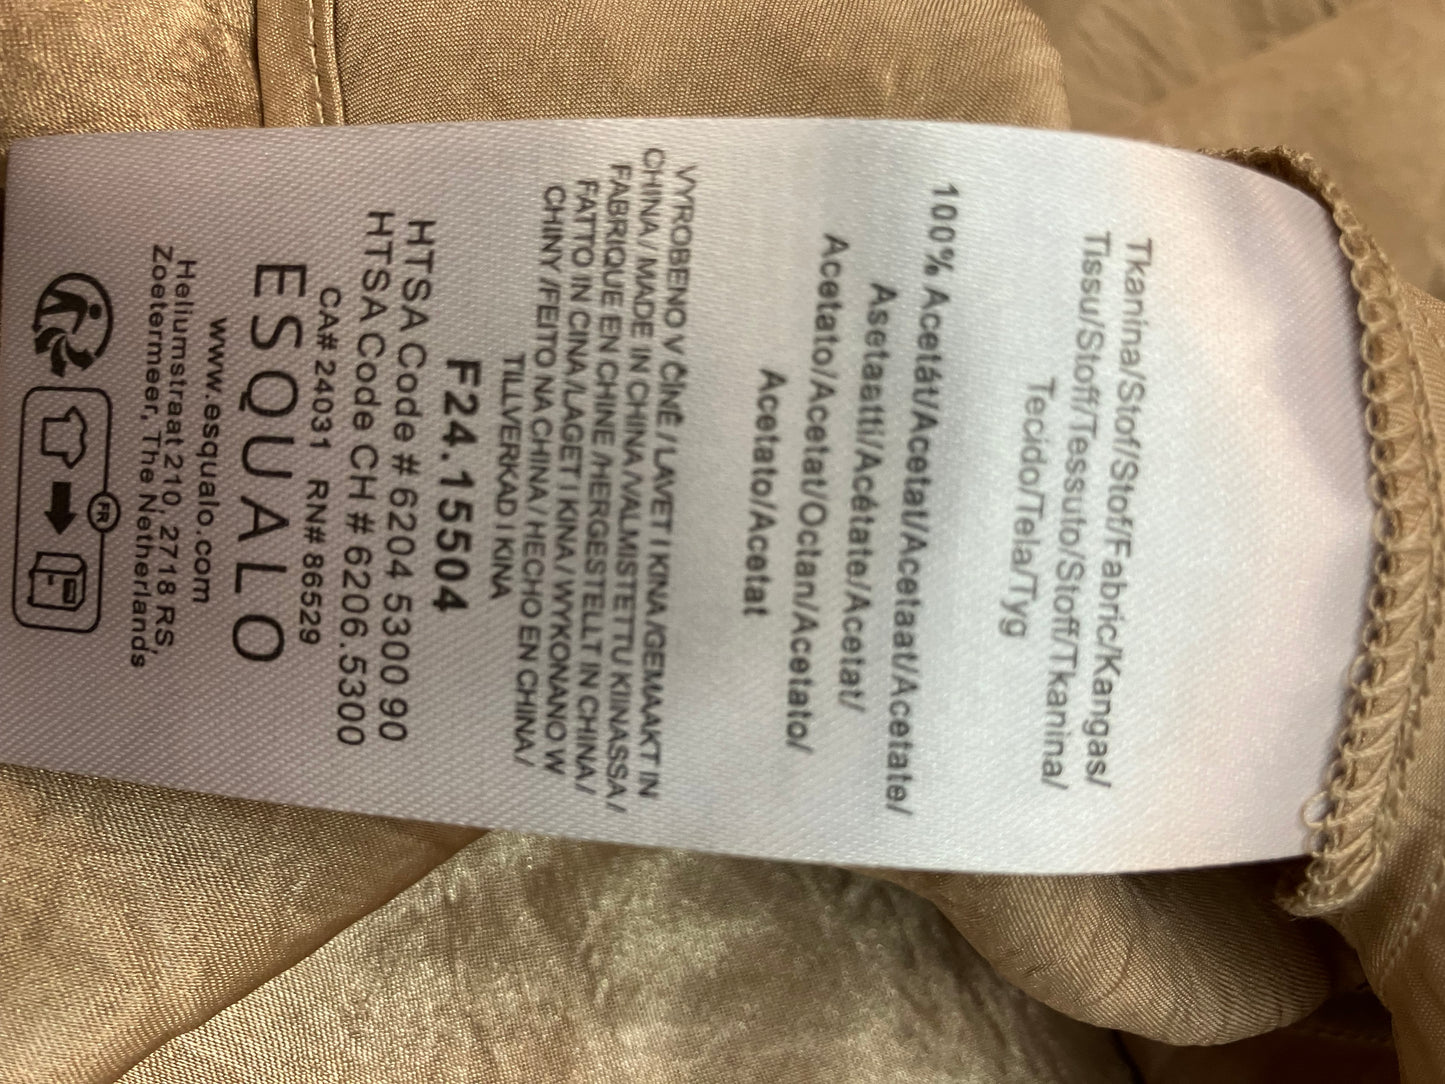 Tkanina/Stof/Stof/Fabric/Kangas/
Tissu/Stoff/Tessuto/Stoff/Tkanina/
Tecido/Tela/Tyg
100% Acetát/Acetat/Acetaat/Acetate/
Asetaatti/Acétate/Acetat/
Acetato/Acetat/Octan/Acetato/
Acetato/Acetat
VYROBENO V ČÍNĚ / LAVET I KINA /GEMAAKT IN
CHINA / MADE IN CHINA /VALMISTETTU KIINASSA /
FABRIQUE EN CHINE /HERGESTELLT IN CHINA /
FATTO IN CINA /LAGET I KINA / WYKONANO W
CHINY /FEITO NA CHINA / HECHO EN CHINA /
TILLVERKAD I KINA
F24.15504
HTSA Code # 6204 5300 90
HTSA Code CH # 6206.5300
CA# 24031 RN# 86529
ESQUALO
www.esqualo.com
Heliumstraat 210, 2718 RS,
Zoetermeer, The Netherlands
FR